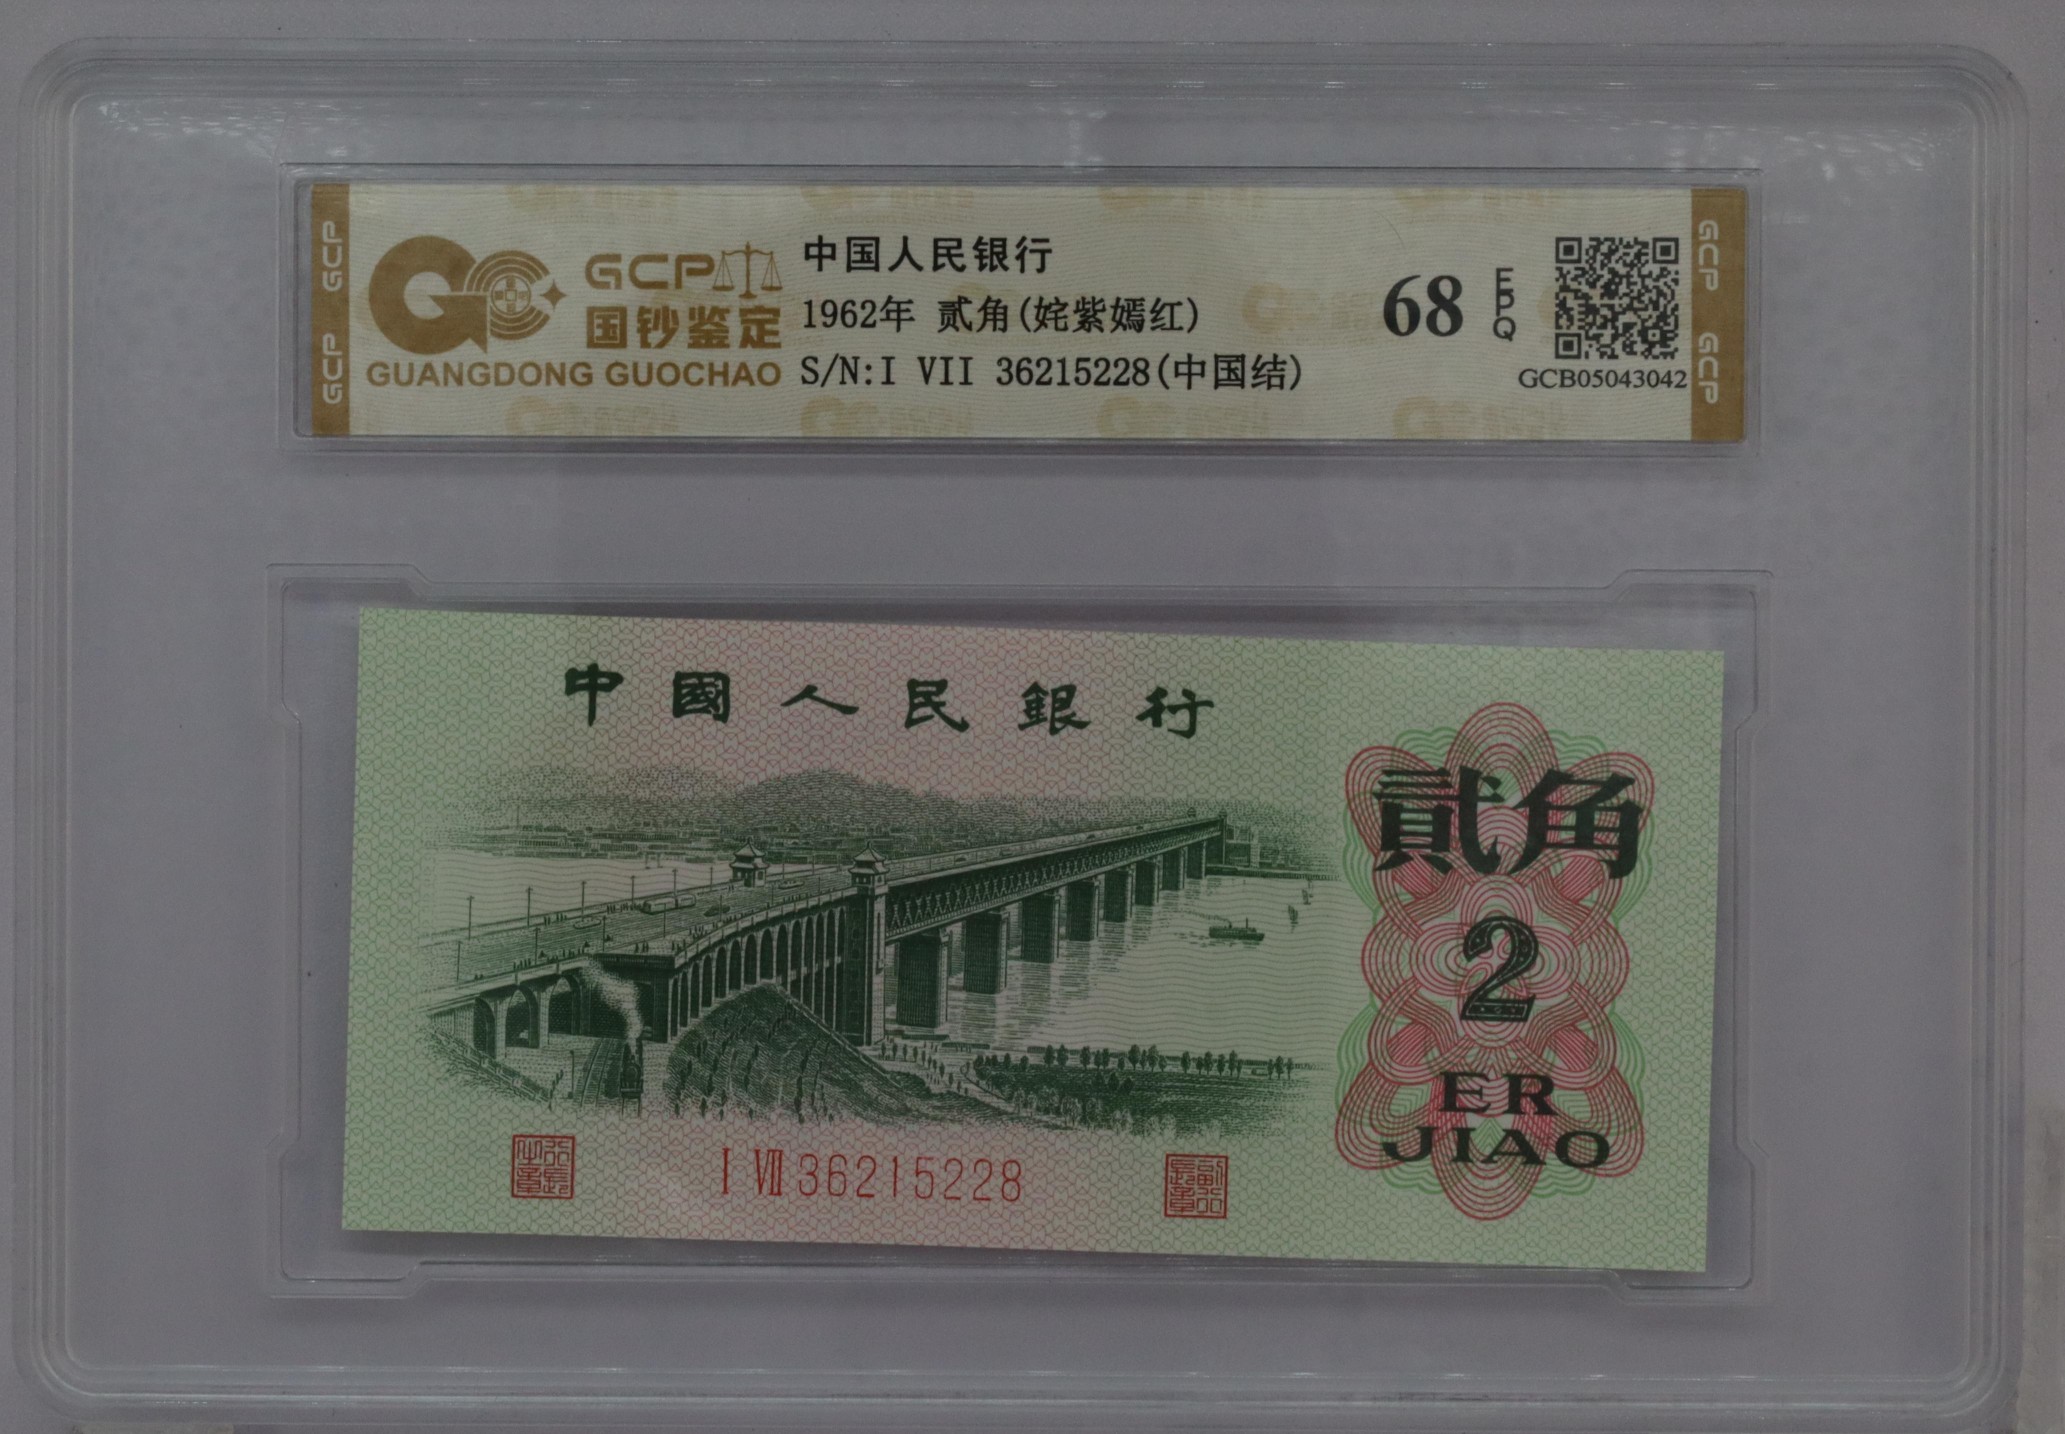 GCP
GCP
GCP
国钞鉴定
GUANGDONG GUOCHAO
中国人民银行
1962年 贰角(姹紫嫣红)
S/N:I VII 36215228(中国结)
68 EPQ
GCB05043042
GCP
GCP
中國人民銀行
貳角
2
ER
JIAO
I VII 36215228